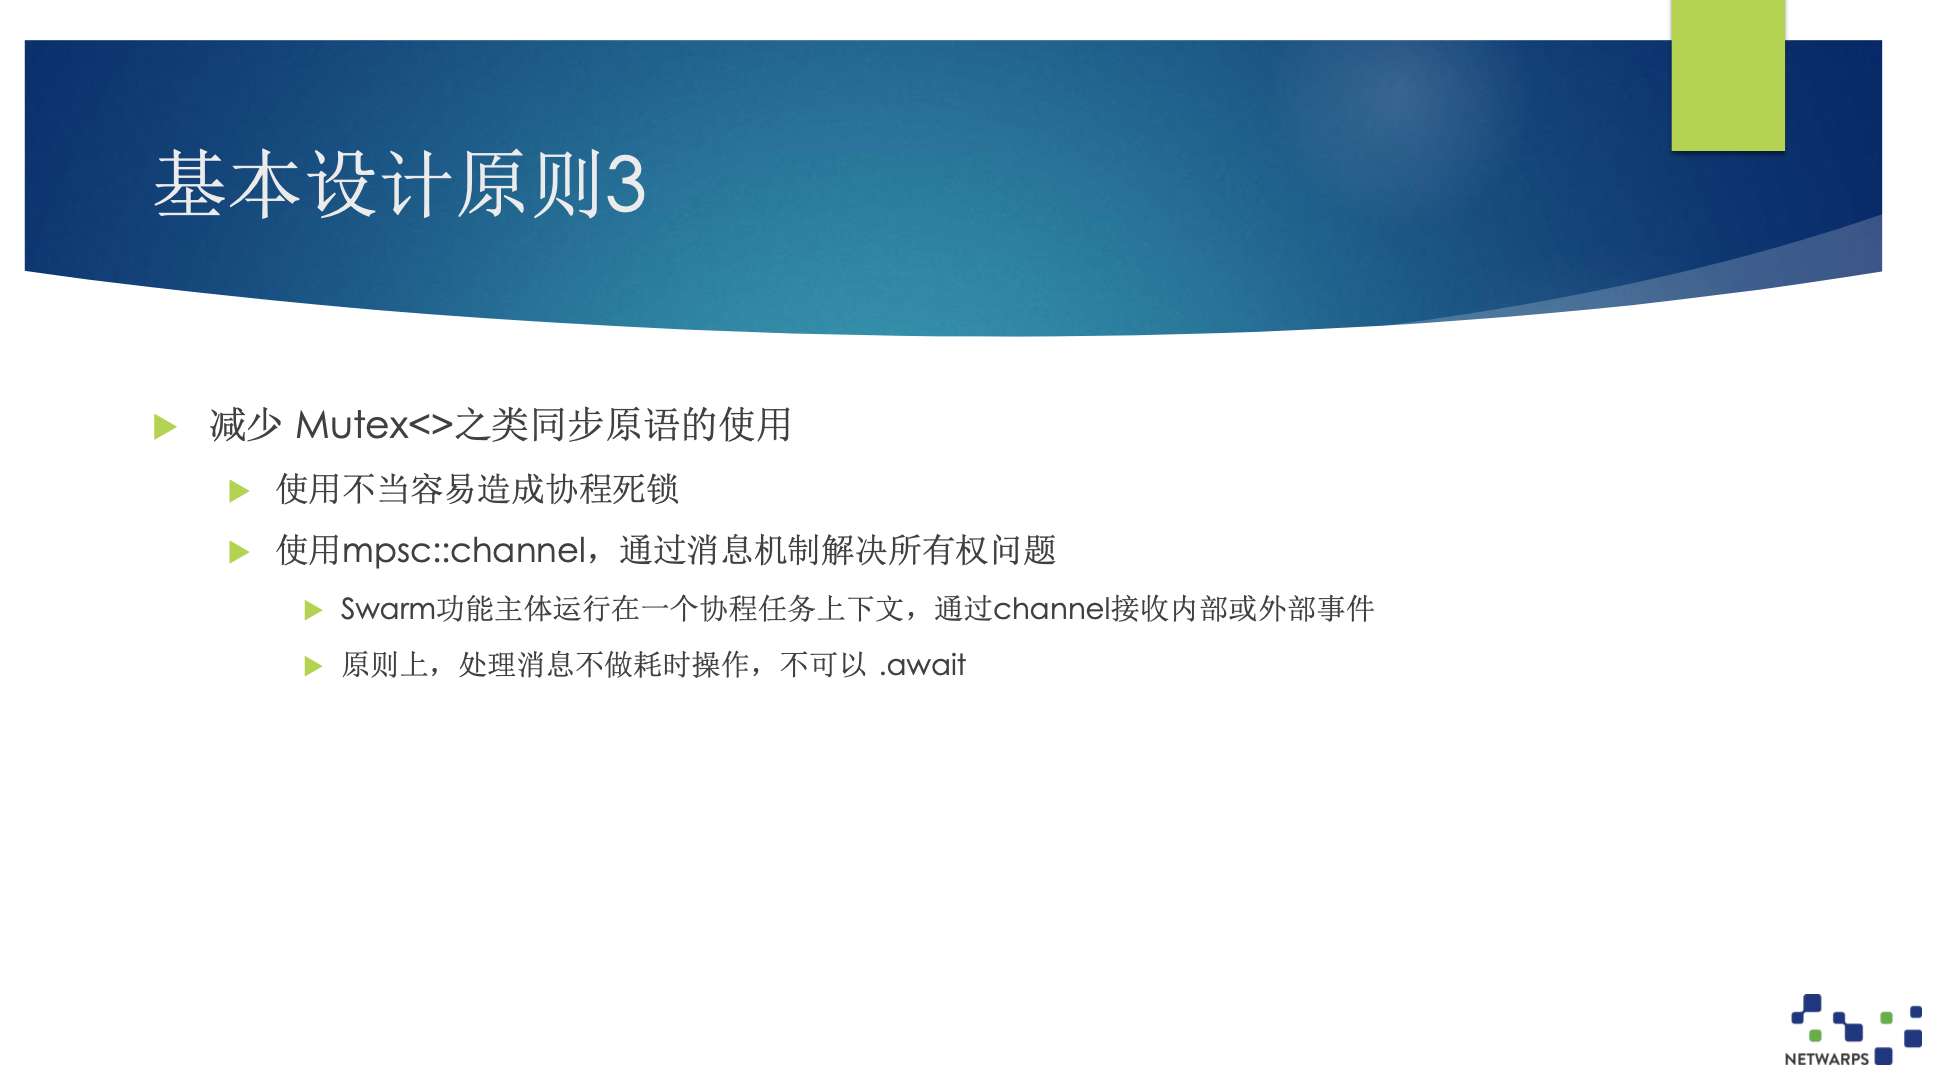 基本设计原则3
减少 Mutex<>之类同步原语的使用
使用不当容易造成协程死锁
使用mpsc::channel，通过消息机制解决所有权问题
Swarm功能主体运行在一个协程任务上下文，通过channel接收内部或外部事件
原则上，处理消息不做耗时操作，不可以 .await
NETWARPS